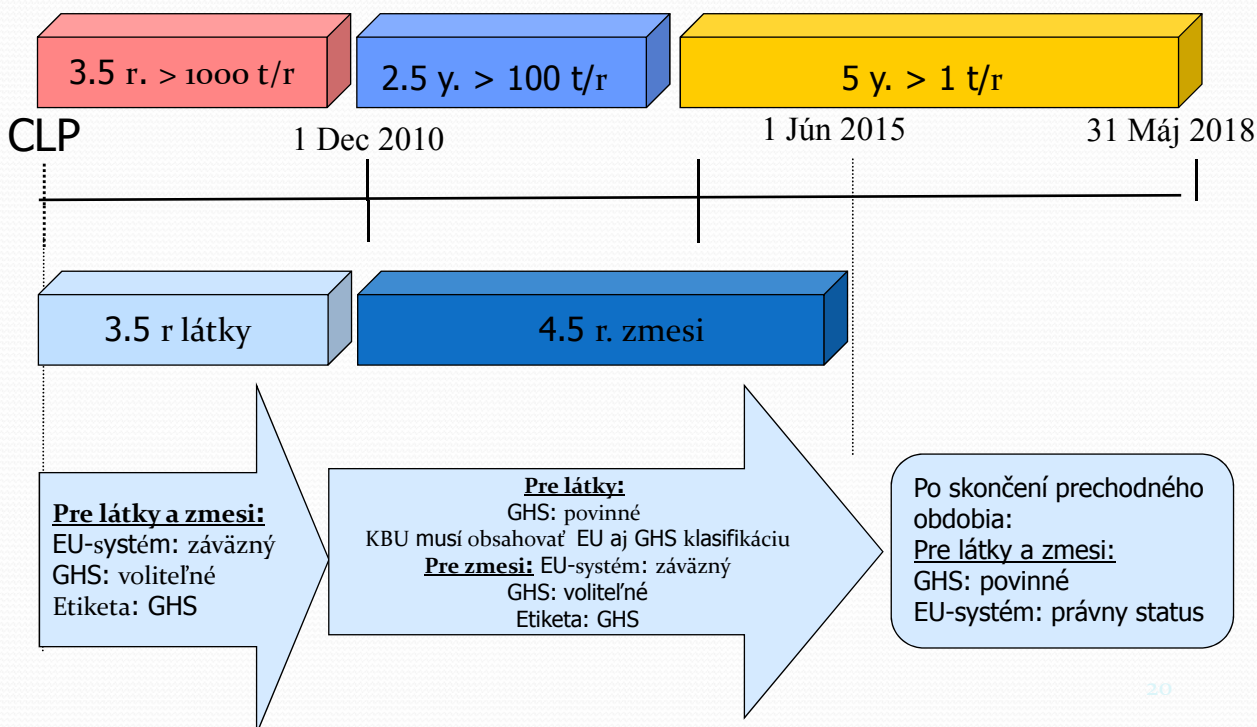 3.5 r. > 1000 t/r
2.5 y. > 100 t/r
5 y. > 1 t/r
CLP
1 Dec 2010
1 Jún 2015
31 Máj 2018
3.5 r látky
4.5 r. zmesi
Pre látky a zmesi:
EU-systém: záväzný
GHS: voliteľné
Etiketa: GHS
Pre látky:
GHS: povinné
KBU musí obsahovať EU aj GHS klasifikáciu
Pre zmesi: EU-systém: záväzný
GHS: voliteľné
Etiketa: GHS
Po skončení prechodného
obdobia:
Pre látky a zmesi:
GHS: povinné
EU-systém: právny status
20